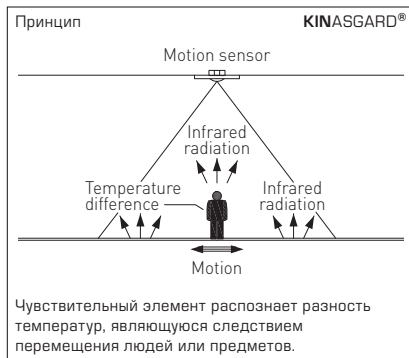 Принцип
KINASGARD®
Motion sensor
Infrared
radiation
Temperature
difference
Infrared
radiation
Motion
Чувствительный элемент распознает разность
температур, являющуюся следствием
перемещения людей или предметов.